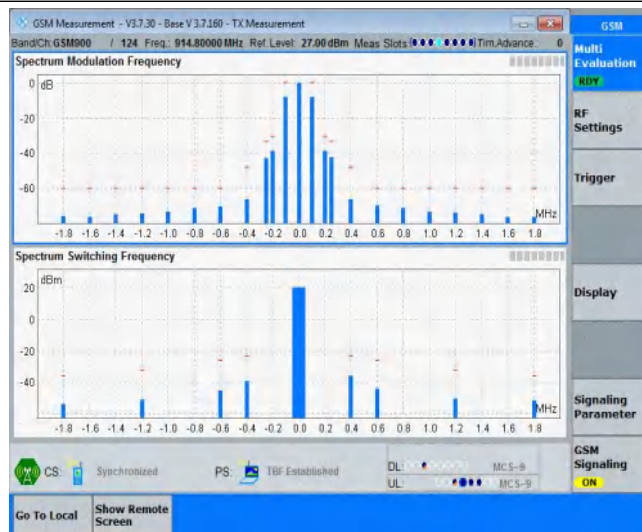 GSM Measurement - V3.7.30 - Base V 3.7.160 - TX Measurement
GSM
Band/Ch: GSM900 / 124 Freq.: 914.80000 MHz Ref. Level: 27.00 dBm Meas Slots Tim.Advance: 0
Multi
Evaluation
RDY
Spectrum Modulation Frequency
0 dB
-20
-40
-60
MHz
-1.8 -1.6 -1.4 -1.2 -1.0 -0.8 -0.6 -0.4 -0.2 0.0 0.2 0.4 0.6 0.8 1.0 1.2 1.4 1.6 1.8
RF
Settings
Trigger
Spectrum Switching Frequency
dBm
20
0
-20
-40
MHz
-1.8 -1.6 -1.4 -1.2 -1.0 -0.8 -0.6 -0.4 -0.2 0.0 0.2 0.4 0.6 0.8 1.0 1.2 1.4 1.6 1.8
Display
Signaling
Parameter
CS: Synchronized PS: TBF Established DL: MCS-9
UL: MCS-9
GSM
Signaling
ON
Go To Local
Show Remote
Screen